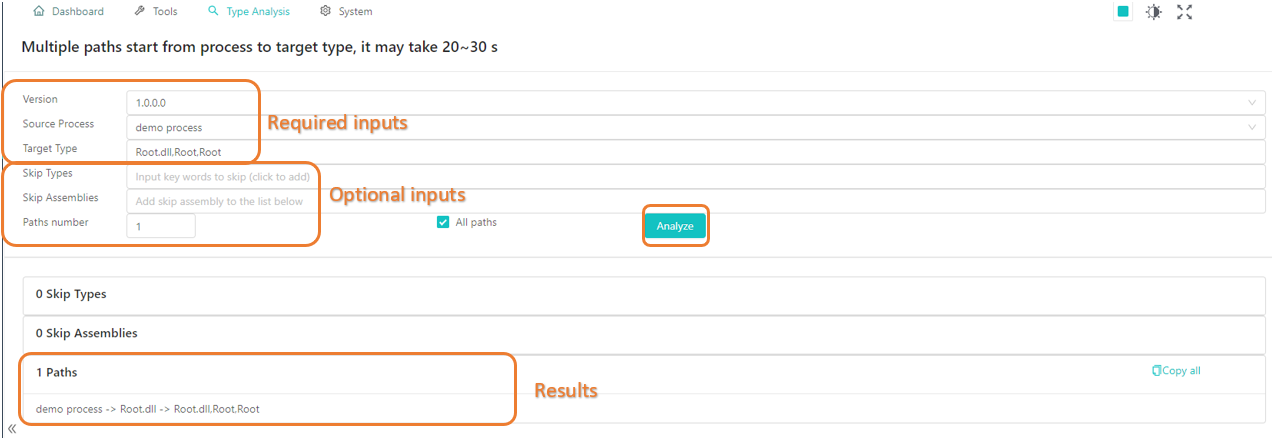 Dashboard Tools Type Analysis System
Multiple paths start from process to target type, it may take 20~30 s
Version 1.0.0.0
Source Process demo process
Required inputs
Target Type Root.dll,Root.Root
Skip Types Input key words to skip (click to add)
Skip Assemblies Add skip assembly to the list below
Optional inputs
Paths number 1 All paths Analyze
0 Skip Types
0 Skip Assemblies
1 Paths Copy all
Results
demo process -> Root.dll -> Root.dll,Root.Root